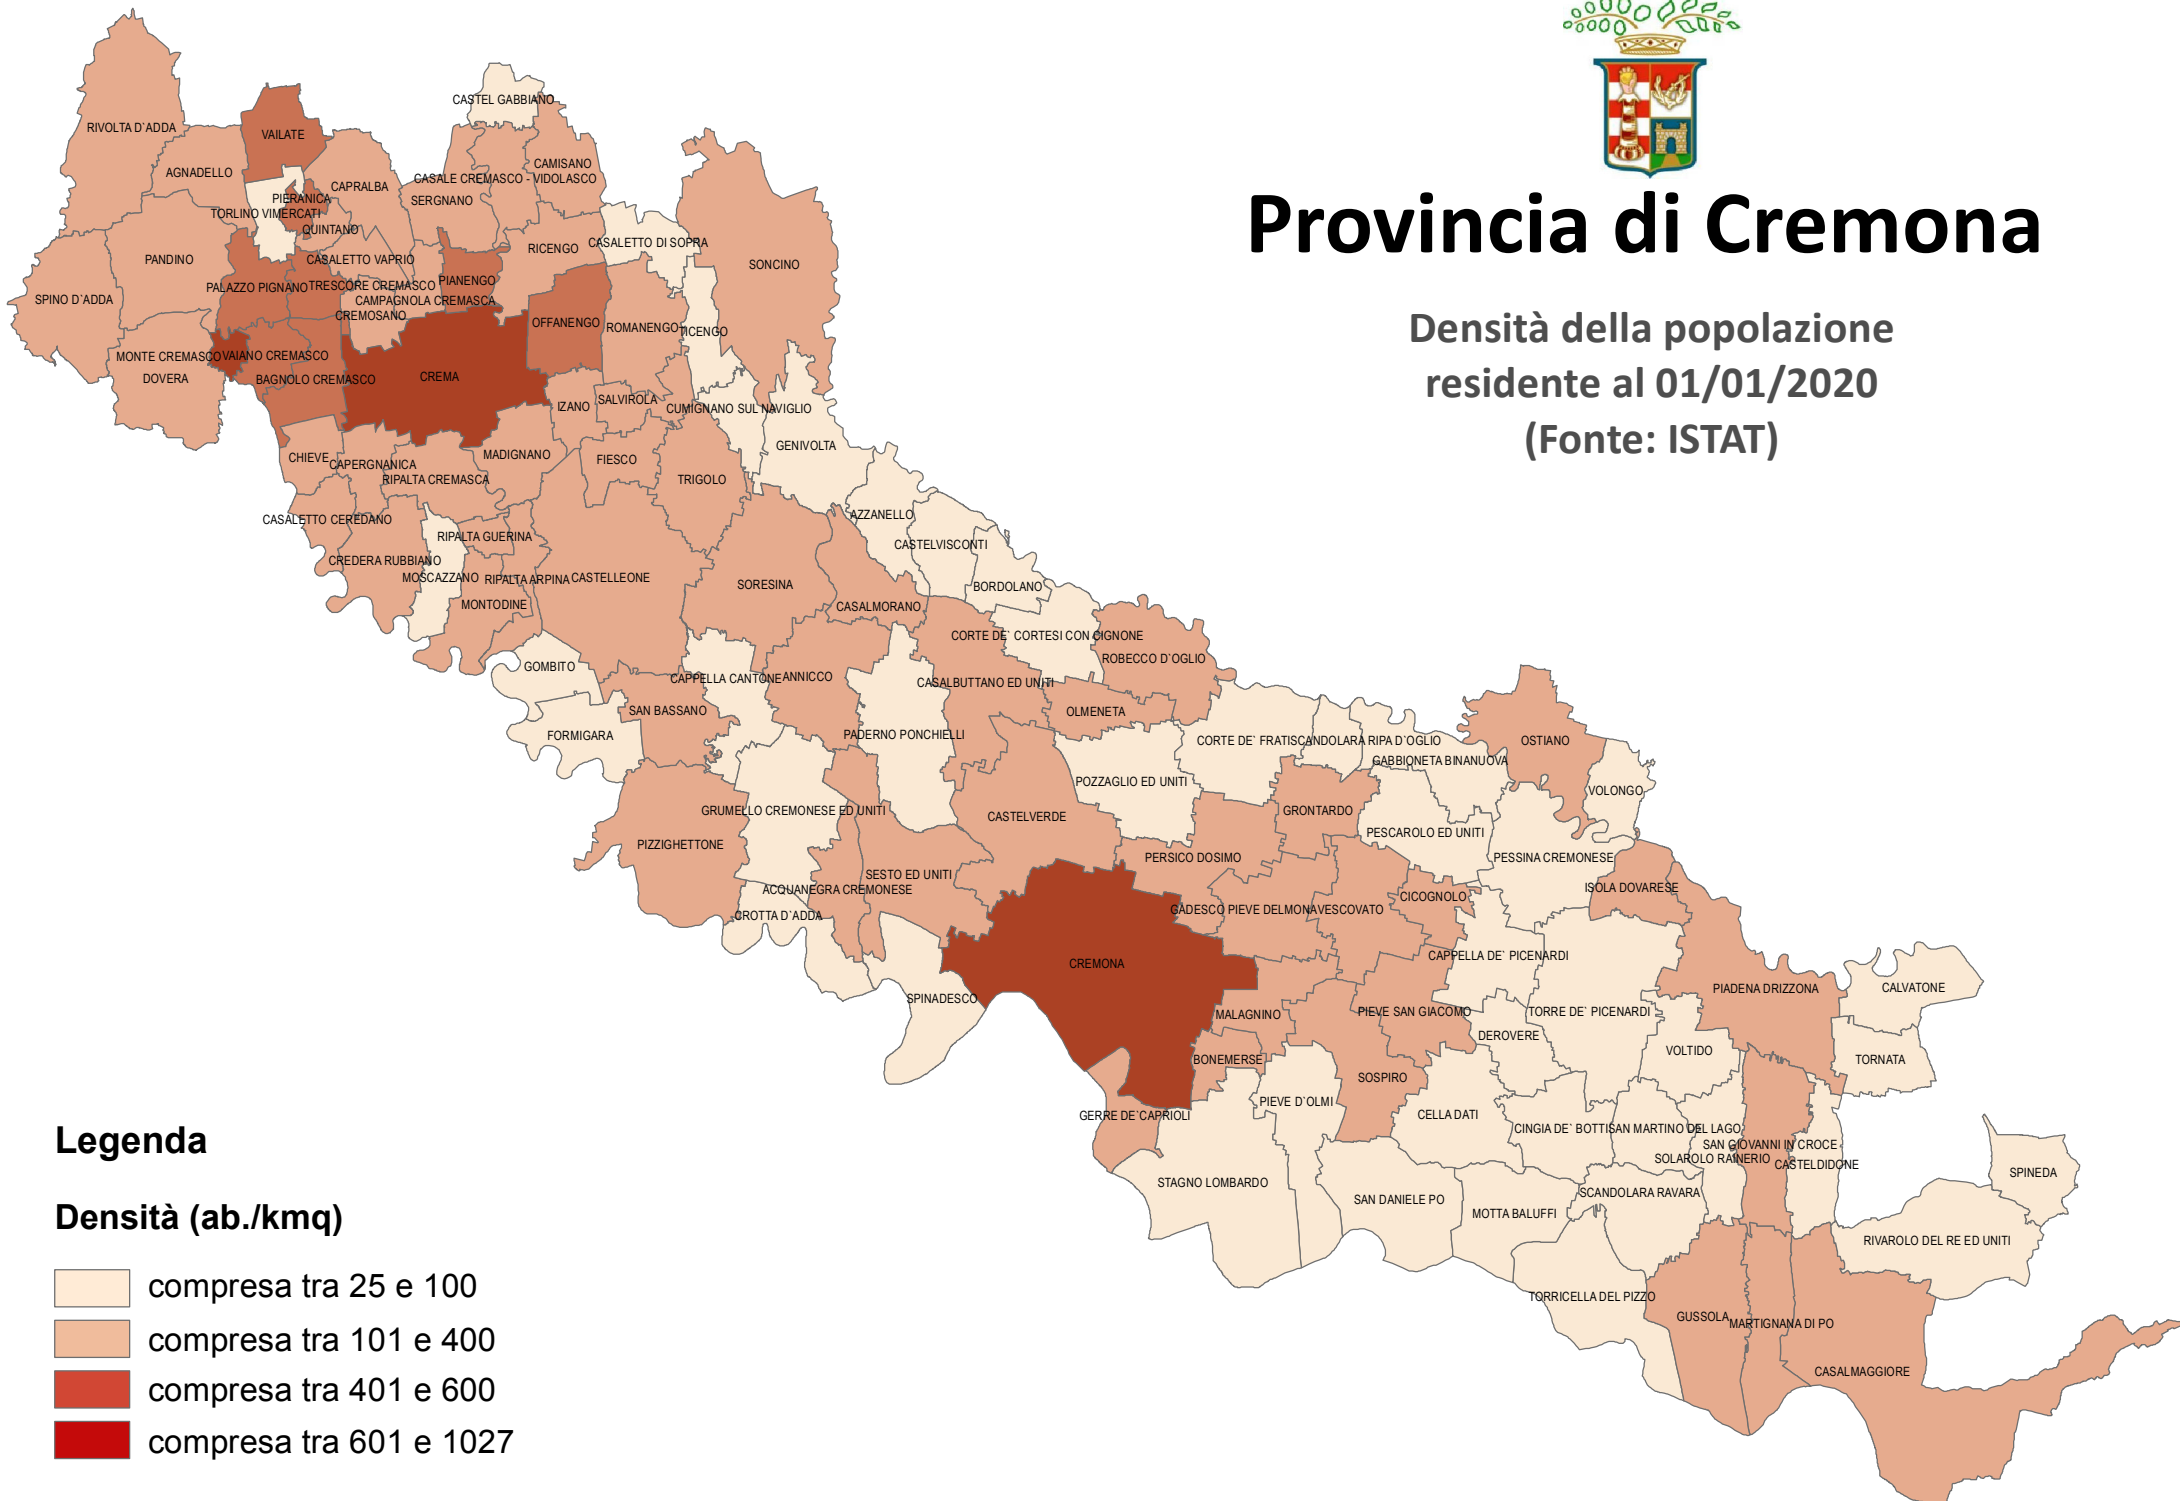 Provincia di Cremona
Densità della popolazione
residente al 01/01/2020
(Fonte: ISTAT)
CASTEL GABBIANO
RIVOLTA D'ADDA
VAILATE
AGNADELLO
CAMISANO
CASALE CREMASCO - VIDOLASCO
CAPRALBA
PIERANICA
SERGNANO
TORLINO VIMERCATI
QUINTANO
RICENGO
CASALETTO DI SOPRA
PANDINO
CASALETTO VAPRIO
SONCINO
PIANENGO
PALAZZO PIGNANO
TRESCORE CREMASCO
SPINO D'ADDA
CAMPAGNOLA CREMASCA
CREMOSANO
OFFANENGO
ROMANENGO
TICENGO
MONTE CREMASCO
VAIANO CREMASCO
DOVERA
BAGNOLO CREMASCO
CREMA
IZANO
SALVIROLA
CUMIGNANO SUL NAVIGLIO
GENIVOLTA
CHIEVE
CAPERGNANICA
MADIGNANO
FIESCO
RIPALTA CREMASCA
TRIGOLO
CASALETTO CEREDANO
AZZANELLO
RIPALTA GUERINA
CASTELVISCONTI
CREDERA RUBBIANO
MOSCAZZANO
RIPALTA ARPINA
CASTELLEONE
SORESINA
BORDOLANO
MONTODINE
CASALMORANO
CORTE DE' CORTESI CON CIGNONE
ROBECCO D'OGLIO
GOMBITO
CAPPELLA CANTONE
ANNICCO
CASALBUTTANO ED UNITI
SAN BASSANO
OLMENETA
FORMIGARA
PADERNO PONCHIELLI
CORTE DE' FRATI
SCANDOLARA RIPA D'OGLIO
OSTIANO
GABBIONETA BINANUOVA
POZZAGLIO ED UNITI
VOLONGO
GRUMELLO CREMONESE ED UNITI
CASTELVERDE
GRONTARDO
PESCAROLO ED UNITI
PIZZIGHETTONE
PERSICO DOSIMO
PESSINA CREMONESE
SESTO ED UNITI
ACQUANEGRA CREMONESE
ISOLA DOVARESE
CICOGNOLO
CROTTA D'ADDA
GADESCO PIEVE DELMONA
VESCOVATO
CREMONA
CAPPELLA DE' PICENARDI
SPINADESCO
PIADENA DRIZZONA
CALVATONE
MALAGNINO
PIEVE SAN GIACOMO
TORRE DE' PICENARDI
DEROVERE
VOLTIDO
BONEMERSE
TORNATA
SOSPIRO
PIEVE D'OLMI
GERRE DE'CAPRIOLI
CELLA DATI
CINGIA DE' BOTTI
SAN MARTINO DEL LAGO
SAN GIOVANNI IN CROCE
SOLAROLO RAINERIO
CASTELDIDONE
SPINEDA
STAGNO LOMBARDO
SAN DANIELE PO
SCANDOLARA RAVARA
MOTTA BALUFFI
RIVAROLO DEL RE ED UNITI
TORRICELLA DEL PIZZO
GUSSOLA
MARTIGNANA DI PO
CASALMAGGIORE
Legenda
Densità (ab./kmq)
compresa tra 25 e 100
compresa tra 101 e 400
compresa tra 401 e 600
compresa tra 601 e 1027